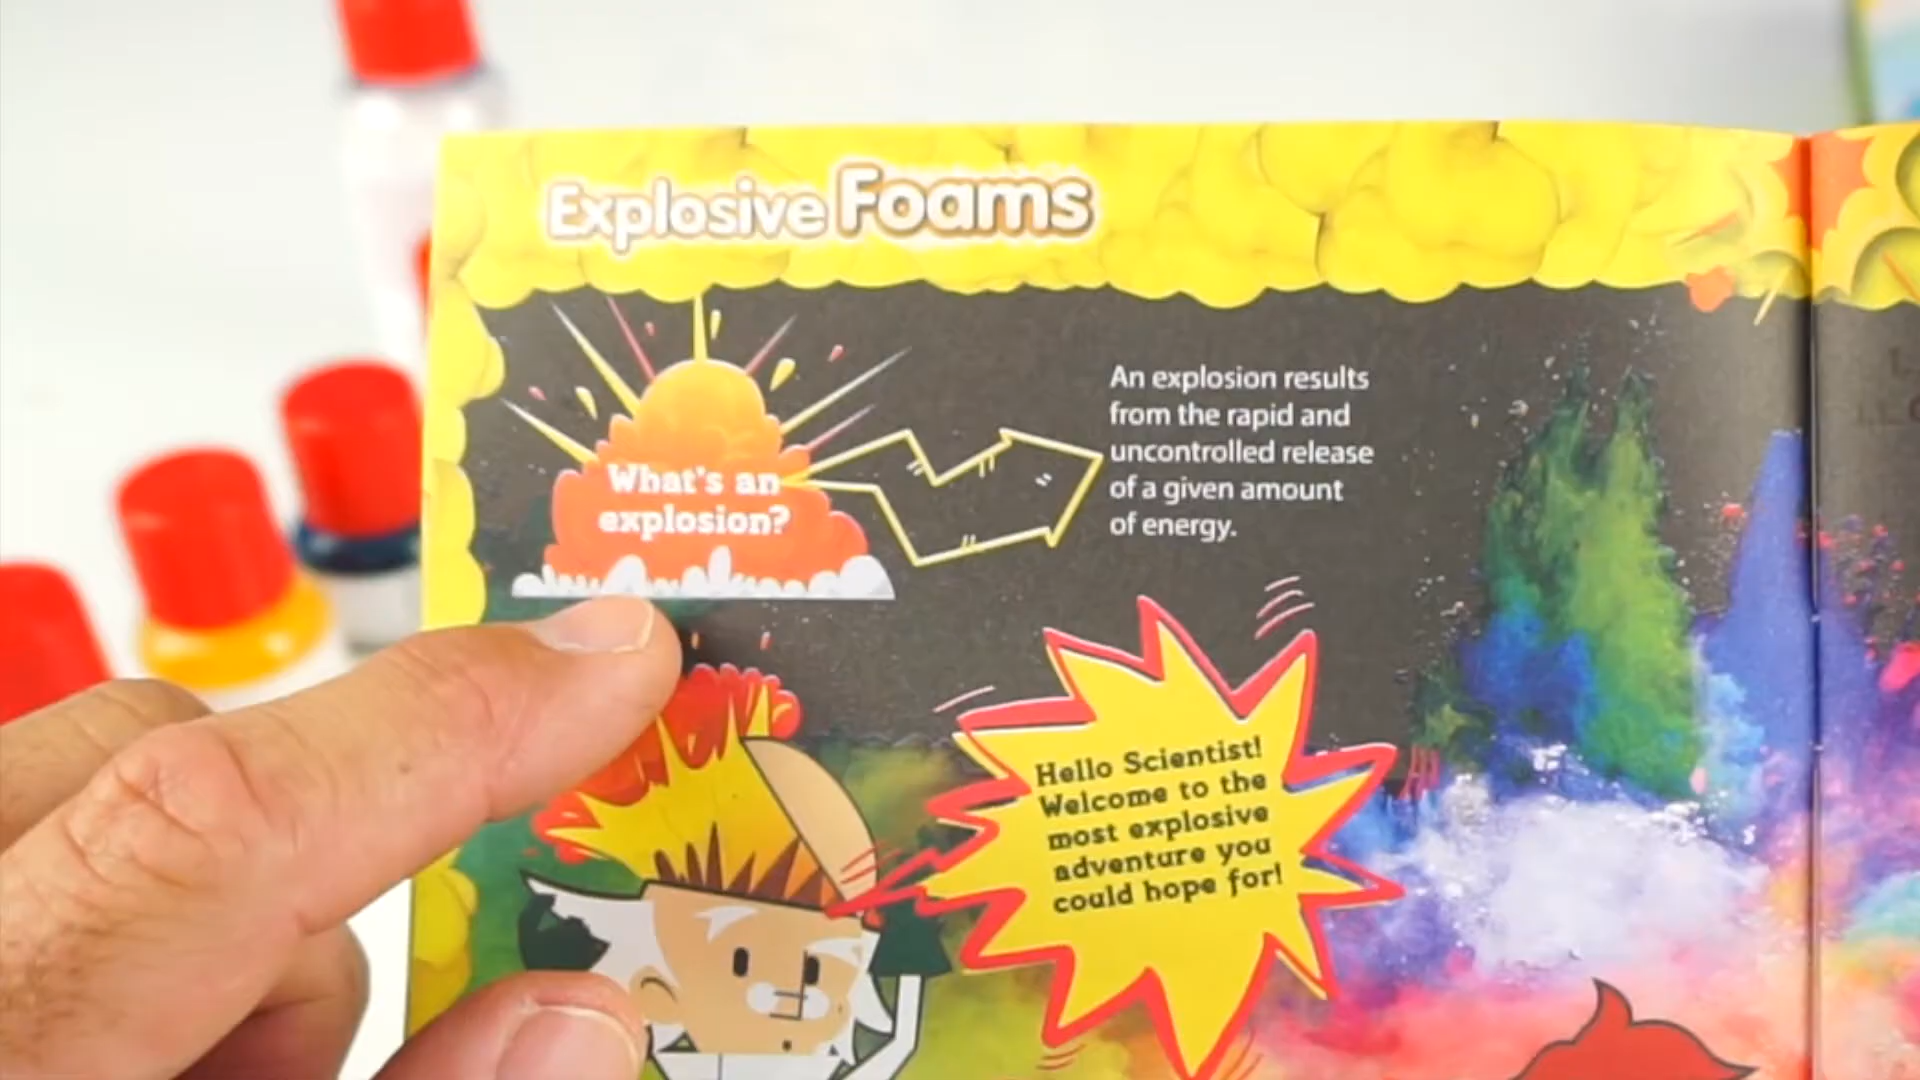 Explosive Foams
What's an
explosion?
An explosion results
from the rapid and
uncontrolled release
of a given amount
of energy.
Hello Scientist!
Welcome to the
most explosive
adventure you
could hope for!